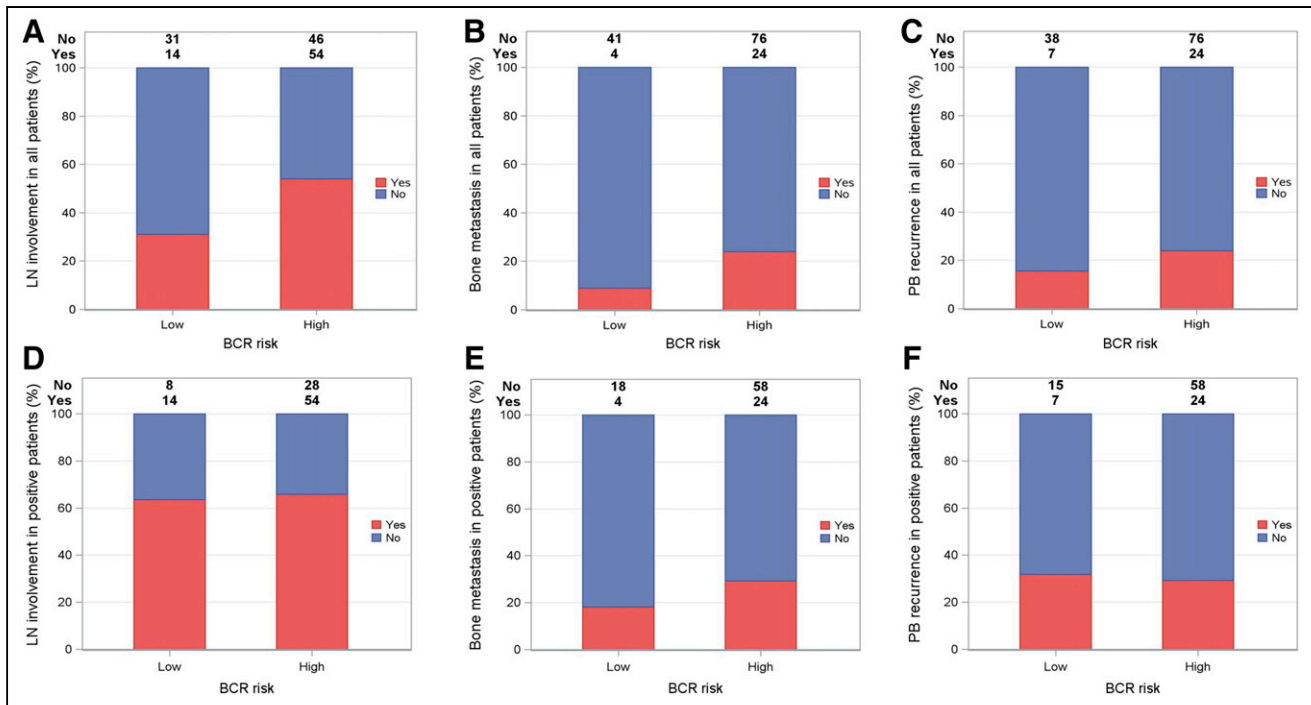 A
No 31 46
Yes 14 54
LN involvement in all patients (%)
100
80
60
40
20
0
Yes
No
Low High
BCR risk
B
No 41 76
Yes 4 24
Bone metastasis in all patients (%)
100
80
60
40
20
0
Yes
No
Low High
BCR risk
C
No 38 76
Yes 7 24
PB recurrence in all patients (%)
100
80
60
40
20
0
Yes
No
Low High
BCR risk
D
No 8 28
Yes 14 54
LN involvement in positive patients (%)
100
80
60
40
20
0
Yes
No
Low High
BCR risk
E
No 18 58
Yes 4 24
Bone metastasis in positive patients (%)
100
80
60
40
20
0
Yes
No
Low High
BCR risk
F
No 15 58
Yes 7 24
PB recurrence in positive patients (%)
100
80
60
40
20
0
Yes
No
Low High
BCR risk